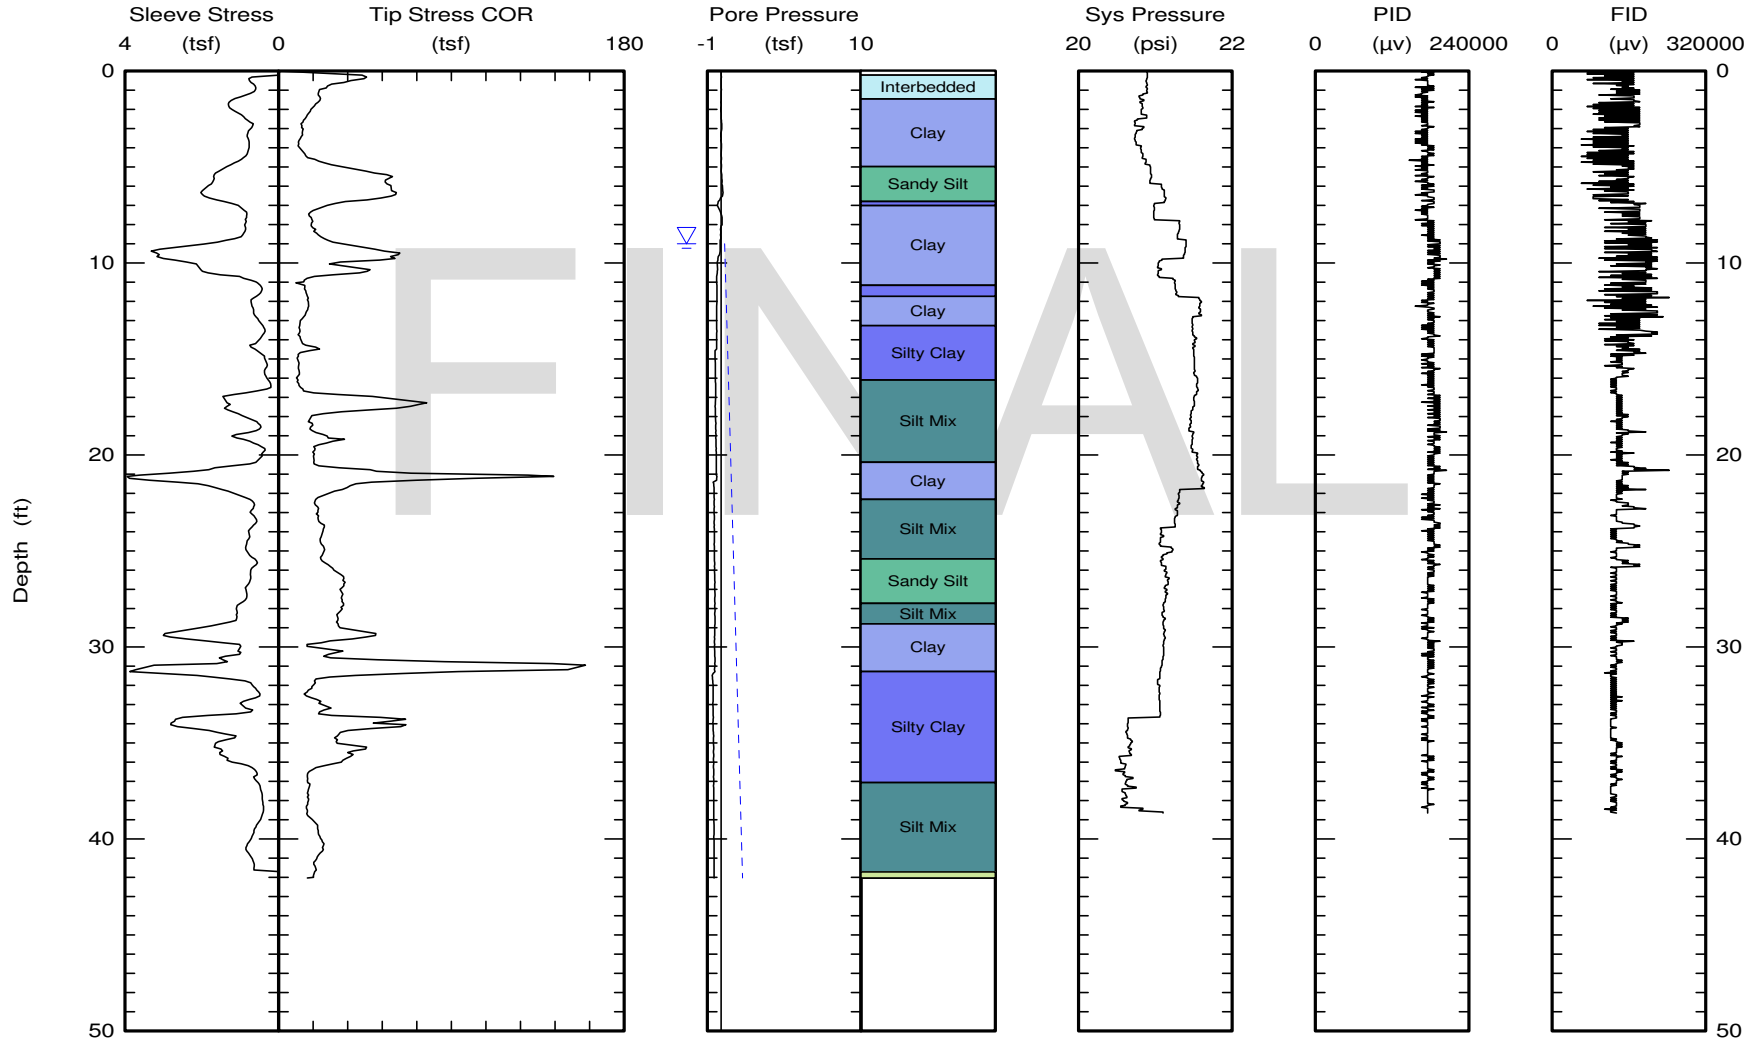 Sleeve Stress Tip Stress COR Pore Pressure Sys Pressure PID FID
4 (tsf) 0 (tsf) 180 -1 (tsf) 10 20 (psi) 22 0 (μv) 240000 0 (μv) 320000
0 0
Interbedded
Clay
Sandy Silt
Clay
10 10
Clay
Silty Clay
Silt Mix
20 20
Clay
Silt Mix
Sandy Silt
Silt Mix
30 Clay 30
Silty Clay
Silt Mix
40 40
50 50
Depth (ft)
FINAL